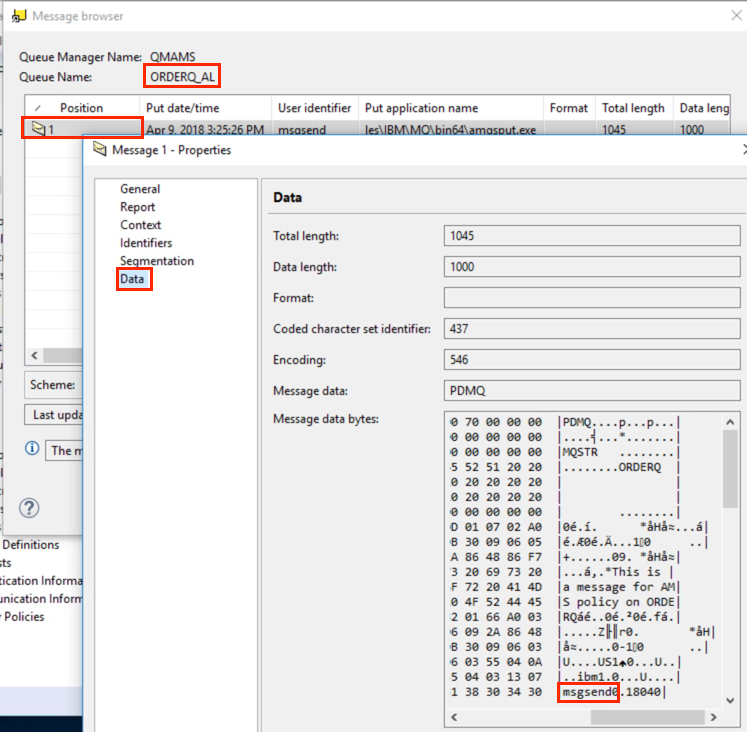 Message browser
Queue Manager Name: QMAMS
Queue Name: ORDERQ_AL
Position Put date/time User identifier Put application name Format Total length Data leng
1 Apr 9, 2018 3:25:26 PM msgsend les\IBM\MQ\bin64\amqsput.exe 1045 1000
Message 1 - Properties
General
Report
Context
Identifiers
Segmentation
Data
Data
Total length: 1045
Data length: 1000
Format:
Coded character set identifier: 437
Encoding: 546
Message data: PDMQ
Message data bytes:
0 70 00 00 00 |PDMQ....p...p...|
0 00 00 00 00 |....╡...*.......|
0 00 00 00 00 |MQSTR ........|
5 52 51 20 20 |........ORDERQ |
0 20 20 20 20 | |
0 20 20 20 20 | |
0 00 00 00 00 | ........|
D 01 07 02 A0 |0é.í. *åHå≈...á|
B 30 09 06 05 |é.Æ0é.Ä...1▯0 ..|
A 86 48 86 F7 |+......09. *åHå≈|
3 20 69 73 20 |...á,.*This is |
F 72 20 41 4D |a message for AM|
0 4F 52 44 45 |S policy on ORDE|
2 01 66 A0 03 |RQáé..0é.²0é.fá.|
6 09 2A 86 48 |.....Z╟║r0. *åH|
B 30 09 06 03 |å≈.....0-1▯0 ..|
6 03 55 04 0A |U....US1♠0...U..|
5 04 03 13 07 |..ibm1.0...U....|
1 38 30 34 30 |msgsend0.18040|
Scheme:
Last upda
The m
Definitions
sts
tication Informa
unication Inform
Policies